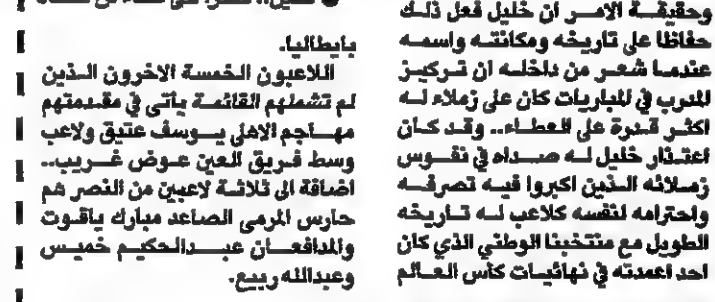 وحقيقة الامر ان خليل فعل ذلك
حفاظا على تاريخه ومكانته واسمه
عندما شعر من داخله ان تركيز
المدرب في المباريات كان على زملاء له
اكثر قدرة على العطاء.. وقد كان
اعتذار خليل له صداه في نفوس
زملائه الذين اكبروا فيه تصرفه
واحترامه لنفسه كلاعب له تاريخه
الطويل مع منتخبنا الوطني الذي كان
احد اعمدته في نهائيات كأس العالم
بايطاليا.
اللاعبون الخمسة الاخرون الذين
لم تشملهم القائمة يأتي في مقدمتهم
مهاجم الاهلي يوسف عتيق ولاعب
وسط فريق العين عوض غريب..
اضافة الى ثلاثة لاعبين من النصر هم
حارس المرمى الصاعد مبارك ياقوت
والمدافعان عبدالحكيم خميس
وعبدالله ربيع.